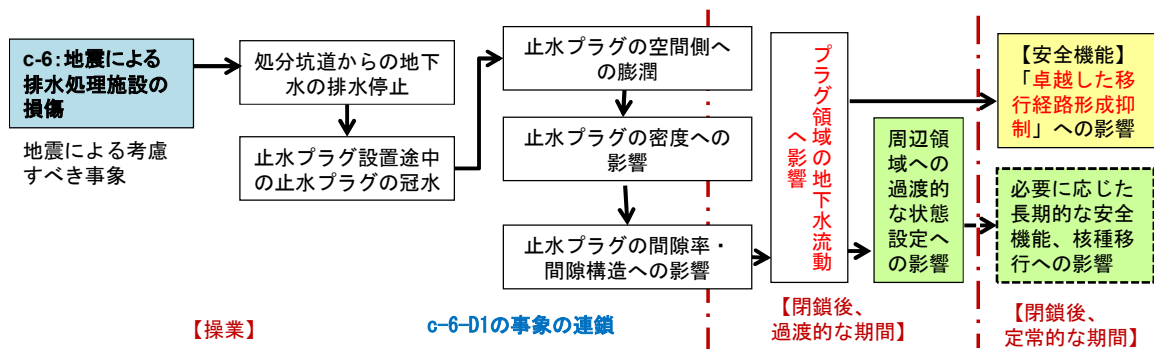 c-6:地震による
排水処理施設の
損傷
地震による考慮
すべき事象
処分坑道からの地下
水の排水停止
止水プラグ設置途中
の止水プラグの冠水
止水プラグの空間側へ
の膨潤
止水プラグの密度への
影響
止水プラグの間隙率・
間隙構造への影響
プラグ領域の地下水流動
へ影響
周辺領
域への
過渡的
な状態
設定へ
の影響
【安全機能】
「卓越した移
行経路形成抑
制」への影響
必要に応じた
長期的な安全
機能、核種移
行への影響
【操業】
c-6-D1の事象の連鎖
【閉鎖後、
過渡的な期間】
【閉鎖後、
定常的な期間】